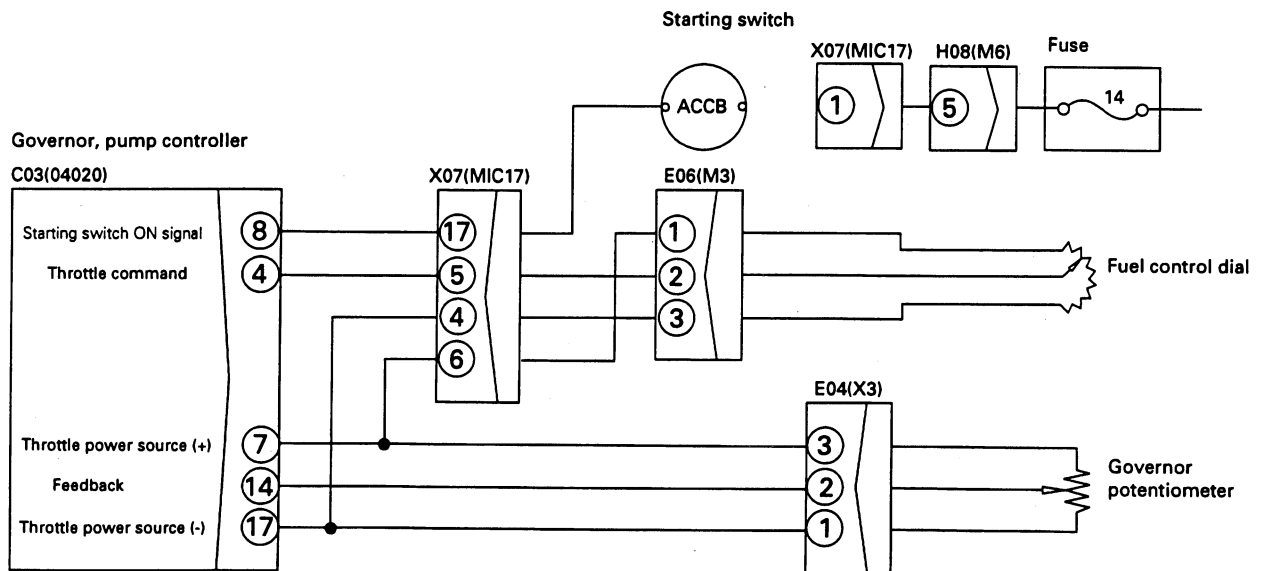 Starting switch
X07(MIC17)
H08(M6)
Fuse
ACCB
1
5
14
Governor, pump controller
C03(04020)
X07(MIC17)
E06(M3)
Starting switch ON signal
8
17
1
Throttle command
4
5
2
Fuel control dial
4
3
6
E04(X3)
Throttle power source (+)
7
3
Feedback
14
2
Governor
potentiometer
Throttle power source (-)
17
1